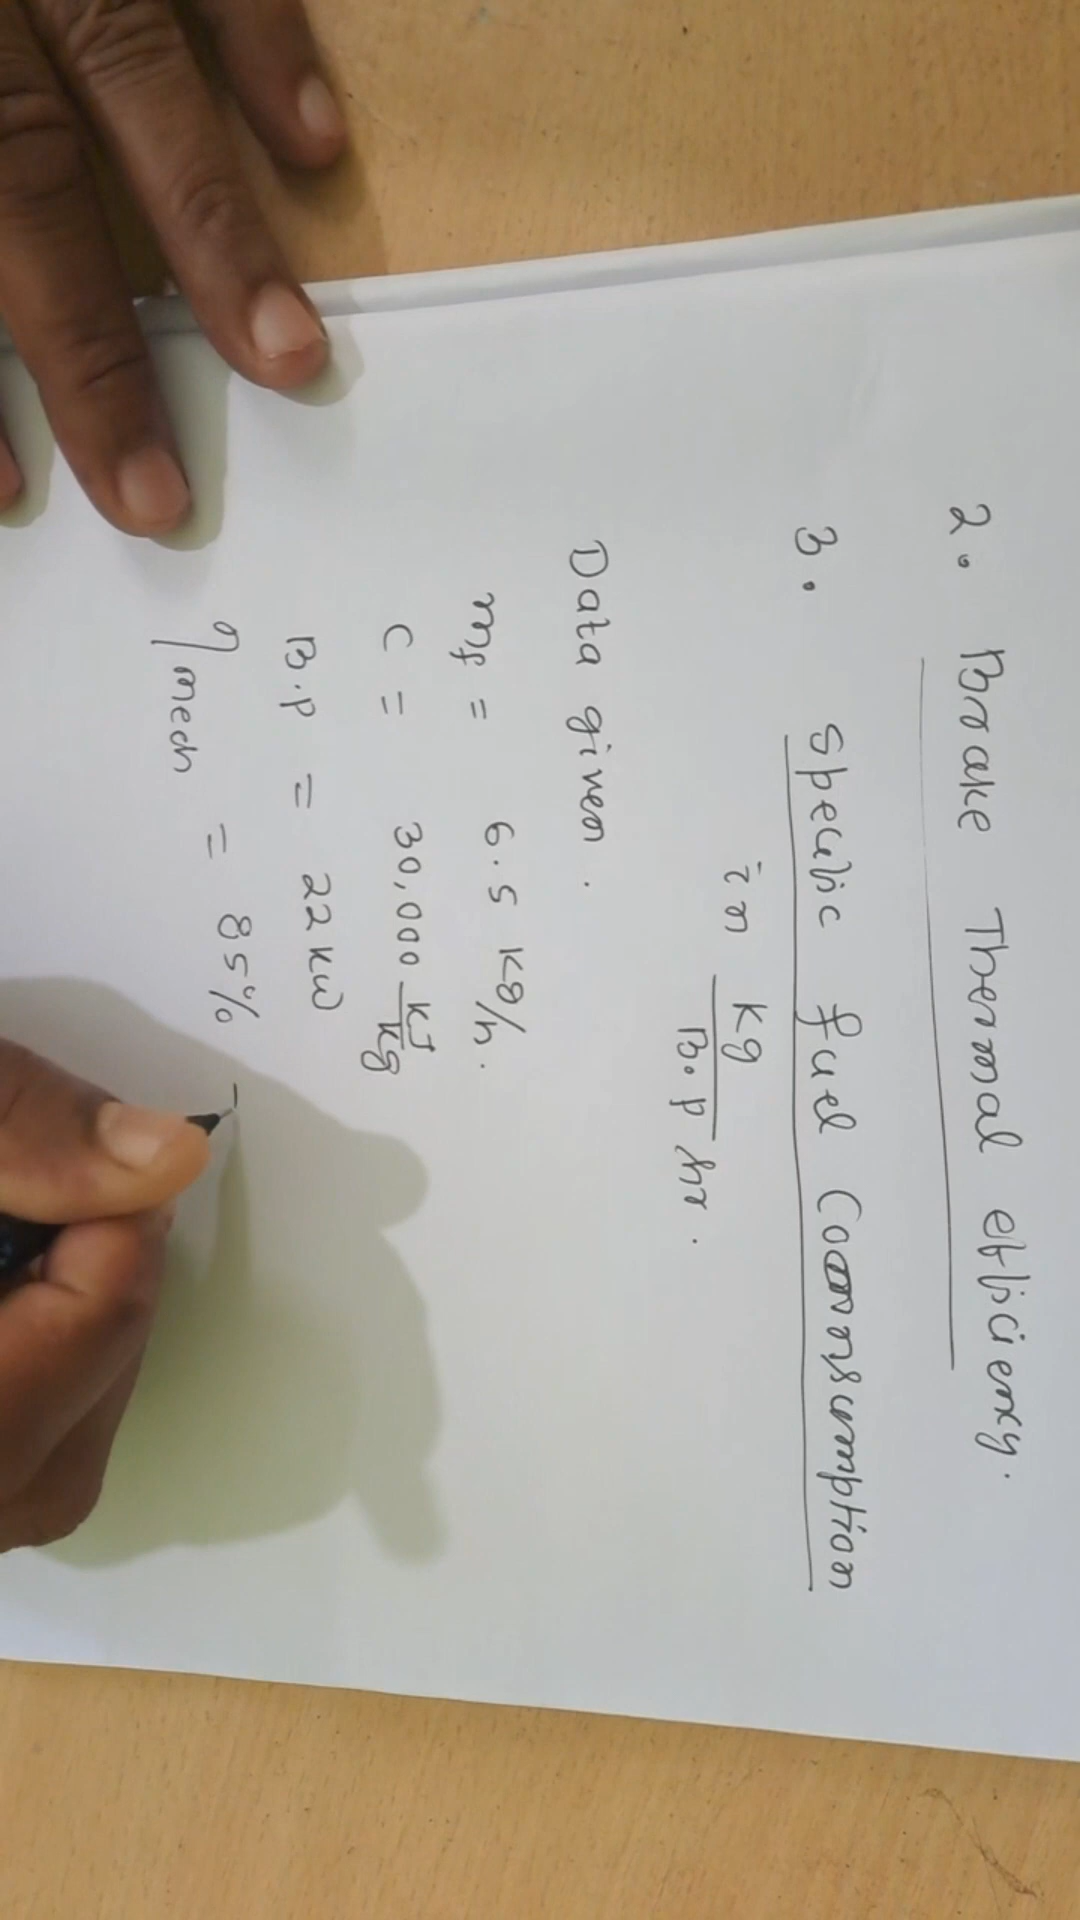 2. Brake Thermal efficiency.
3. Specific fuel Coonnsumption
in kg/B.P hr.
Data given.
mf = 6.5 kg/h.
C = 30,000 kJ/kg
B.P = 22 kW
η mech = 85%